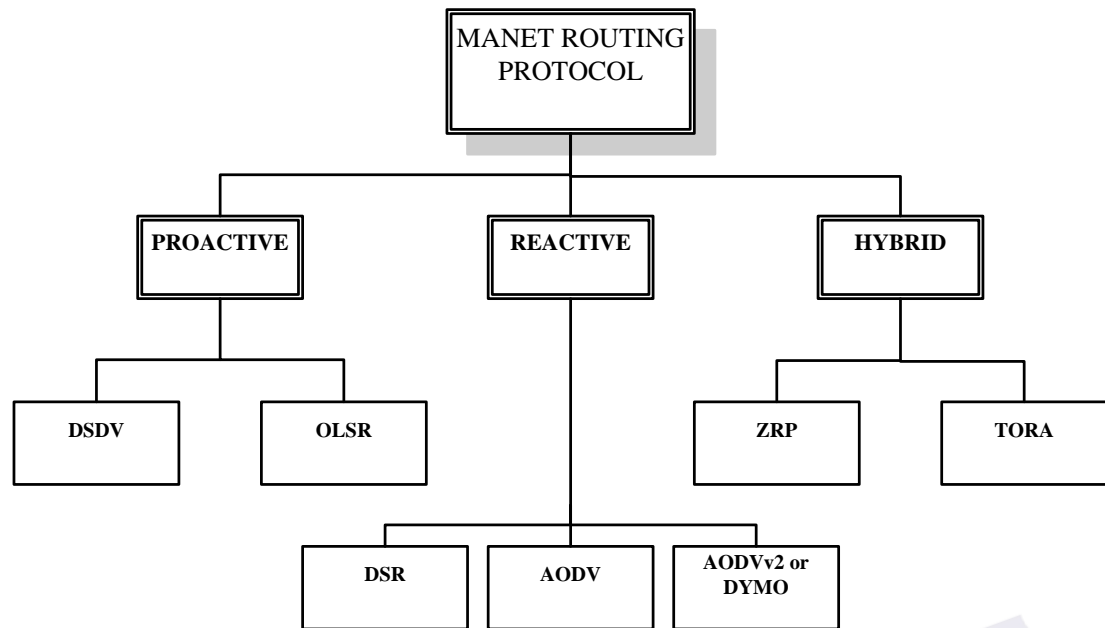 MANET ROUTING
PROTOCOL
PROACTIVE
REACTIVE
HYBRID
DSDV
OLSR
ZRP
TORA
DSR
AODV
AODVv2 or
DYMO